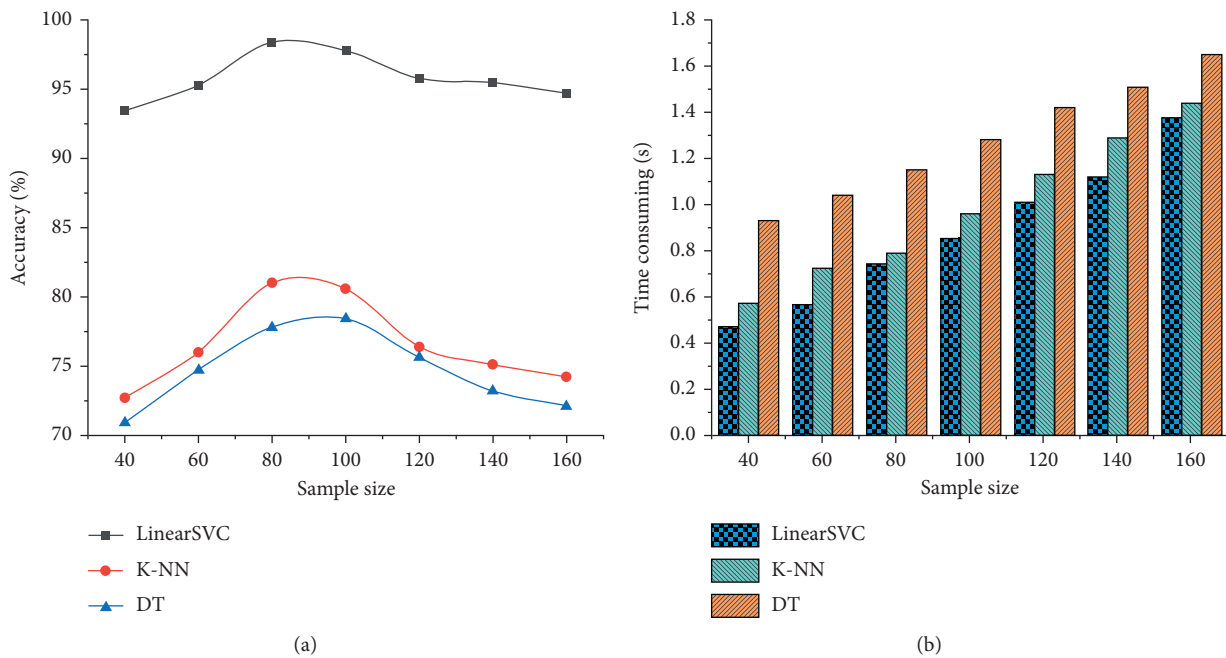 100
95
90
85
80
75
70
Accuracy (%)
40 60 80 100 120 140 160
Sample size
LinearSVC
K-NN
DT
(a)
1.8
1.6
1.4
1.2
1.0
0.8
0.6
0.4
0.2
0.0
Time consuming (s)
40 60 80 100 120 140 160
Sample size
LinearSVC
K-NN
DT
(b)